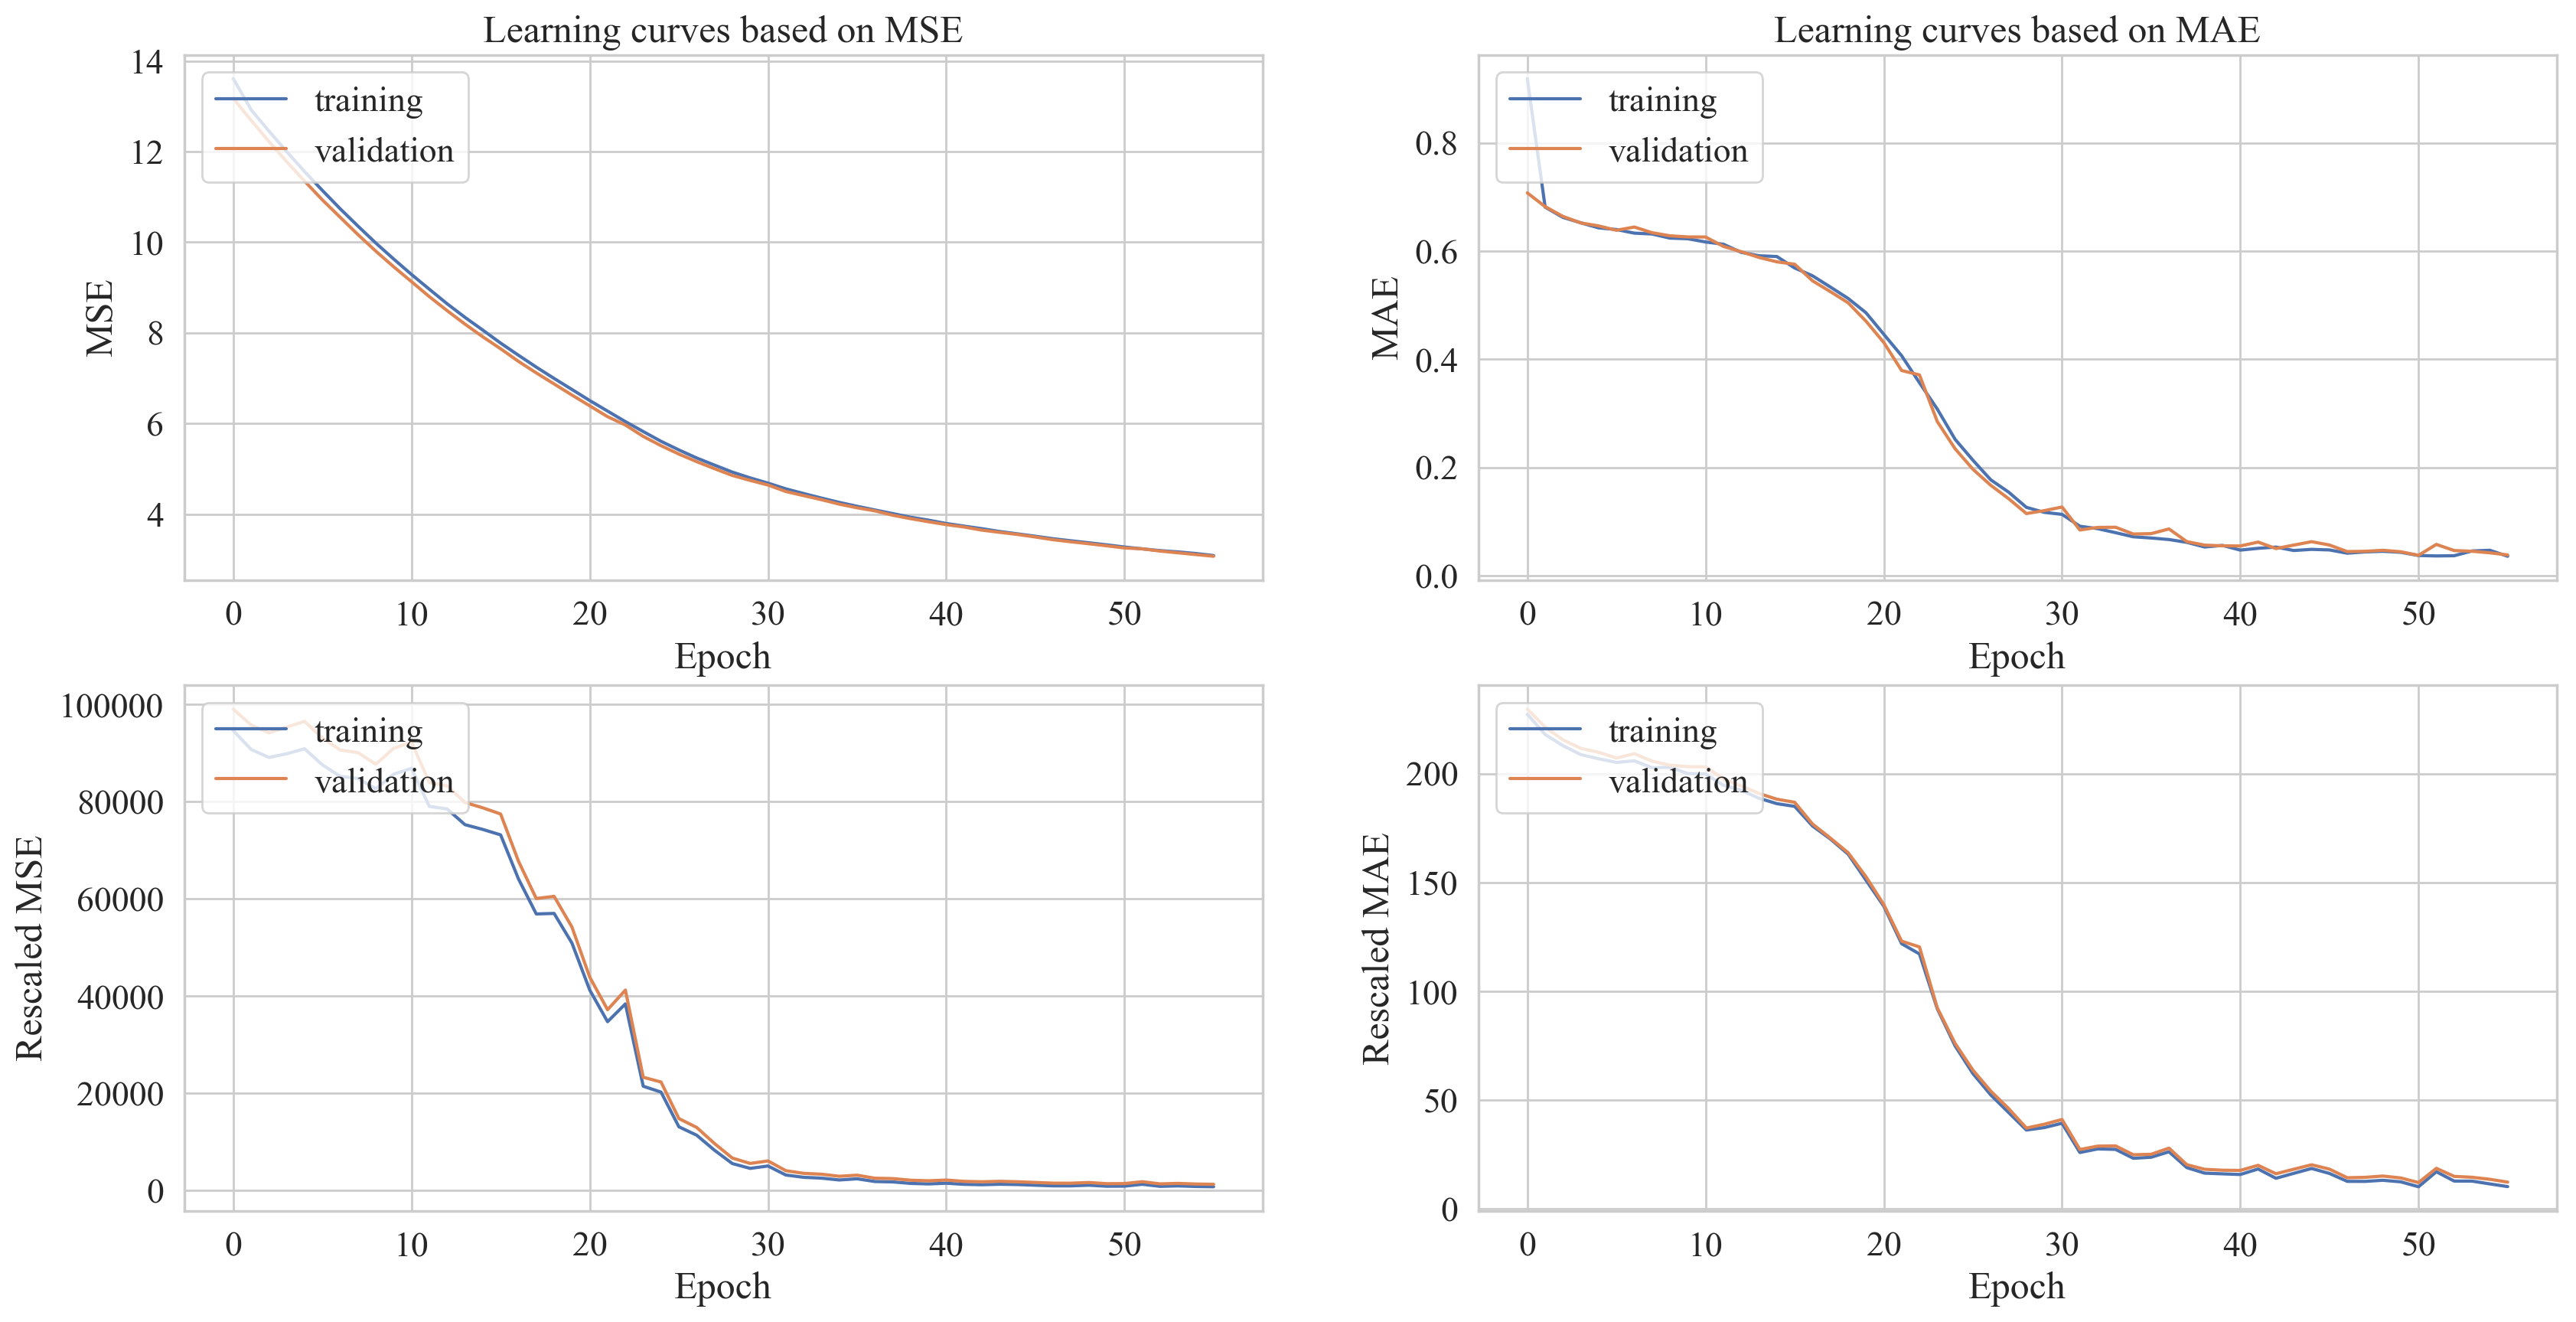 Learning curves based on MSE
14
12
10
8
6
4
MSE
training
validation
0 10 20 30 40 50
Epoch
Learning curves based on MAE
0.8
0.6
0.4
0.2
0.0
MAE
training
validation
0 10 20 30 40 50
Epoch
100000
80000
60000
40000
20000
0
Rescaled MSE
training
validation
0 10 20 30 40 50
Epoch
200
150
100
50
0
Rescaled MAE
training
validation
0 10 20 30 40 50
Epoch